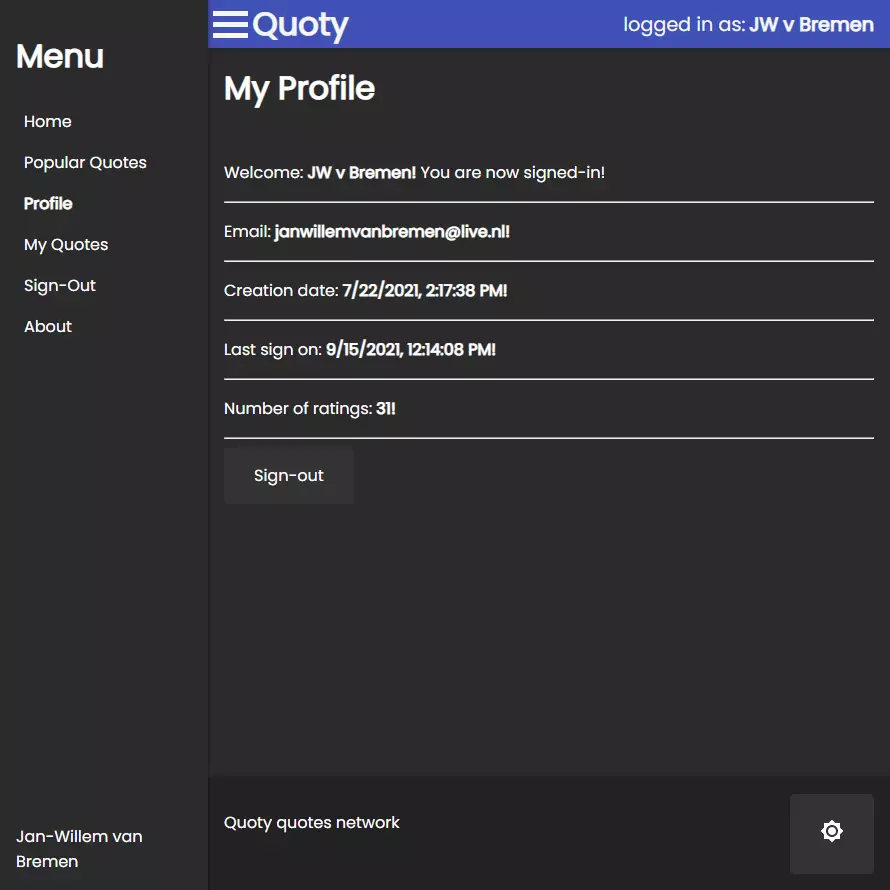 Menu
Home
Popular Quotes
Profile
My Quotes
Sign-Out
About
Jan-Willem van
Bremen
Quoty
logged in as: JW v Bremen
My Profile
Welcome: JW v Bremen! You are now signed-in!
Email: janwillemvanbremen@live.nl!
Creation date: 7/22/2021, 2:17:38 PM!
Last sign on: 9/15/2021, 12:14:08 PM!
Number of ratings: 31!
Sign-out
Quoty quotes network